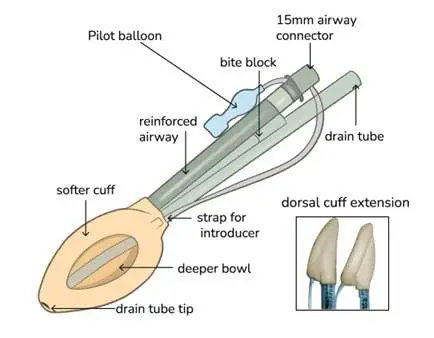 15mm airway
connector
Pilot balloon
bite block
drain tube
reinforced
airway
softer cuff
dorsal cuff extension
strap for
introducer
deeper bowl
drain tube tip